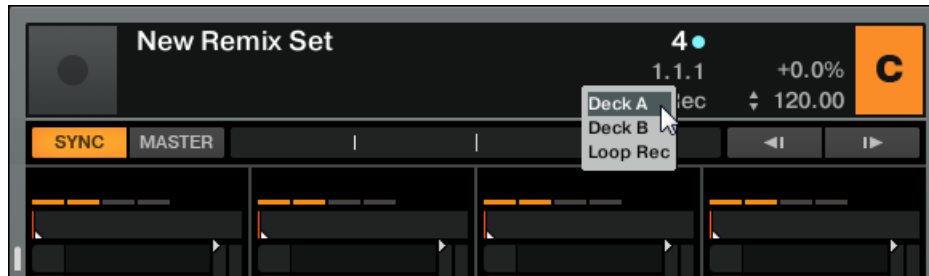 New Remix Set
4
1.1.1
+0.0%
C
120.00
Deck A
Deck B
Loop Rec
SYNC
MASTER